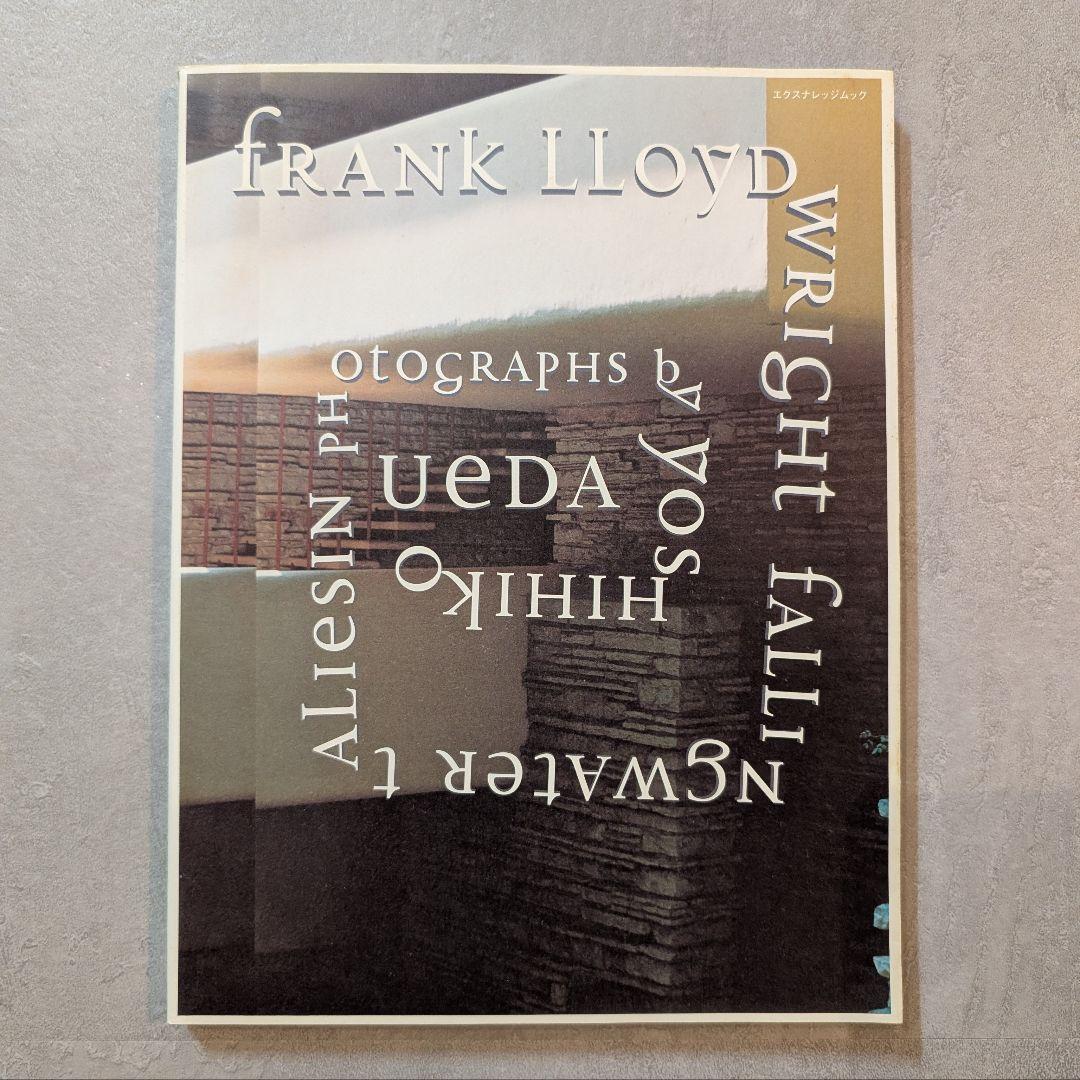 エクスナレッジムック
fRANK LLOyD
WRIGHt fALLI
NGWAteR t
ALIeSIN PH
otoGRAPHS b
y yoS
HIHIK
O
UeDA